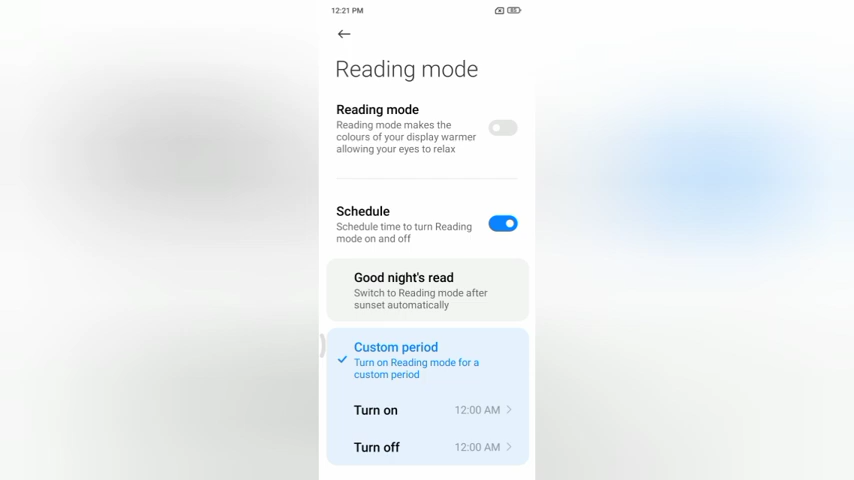 12:21 PM
Reading mode
Reading mode
Reading mode makes the
colours of your display warmer
allowing your eyes to relax
Schedule
Schedule time to turn Reading
mode on and off
Good night's read
Switch to Reading mode after
sunset automatically
Custom period
Turn on Reading mode for a
custom period
Turn on 12:00 AM
Turn off 12:00 AM